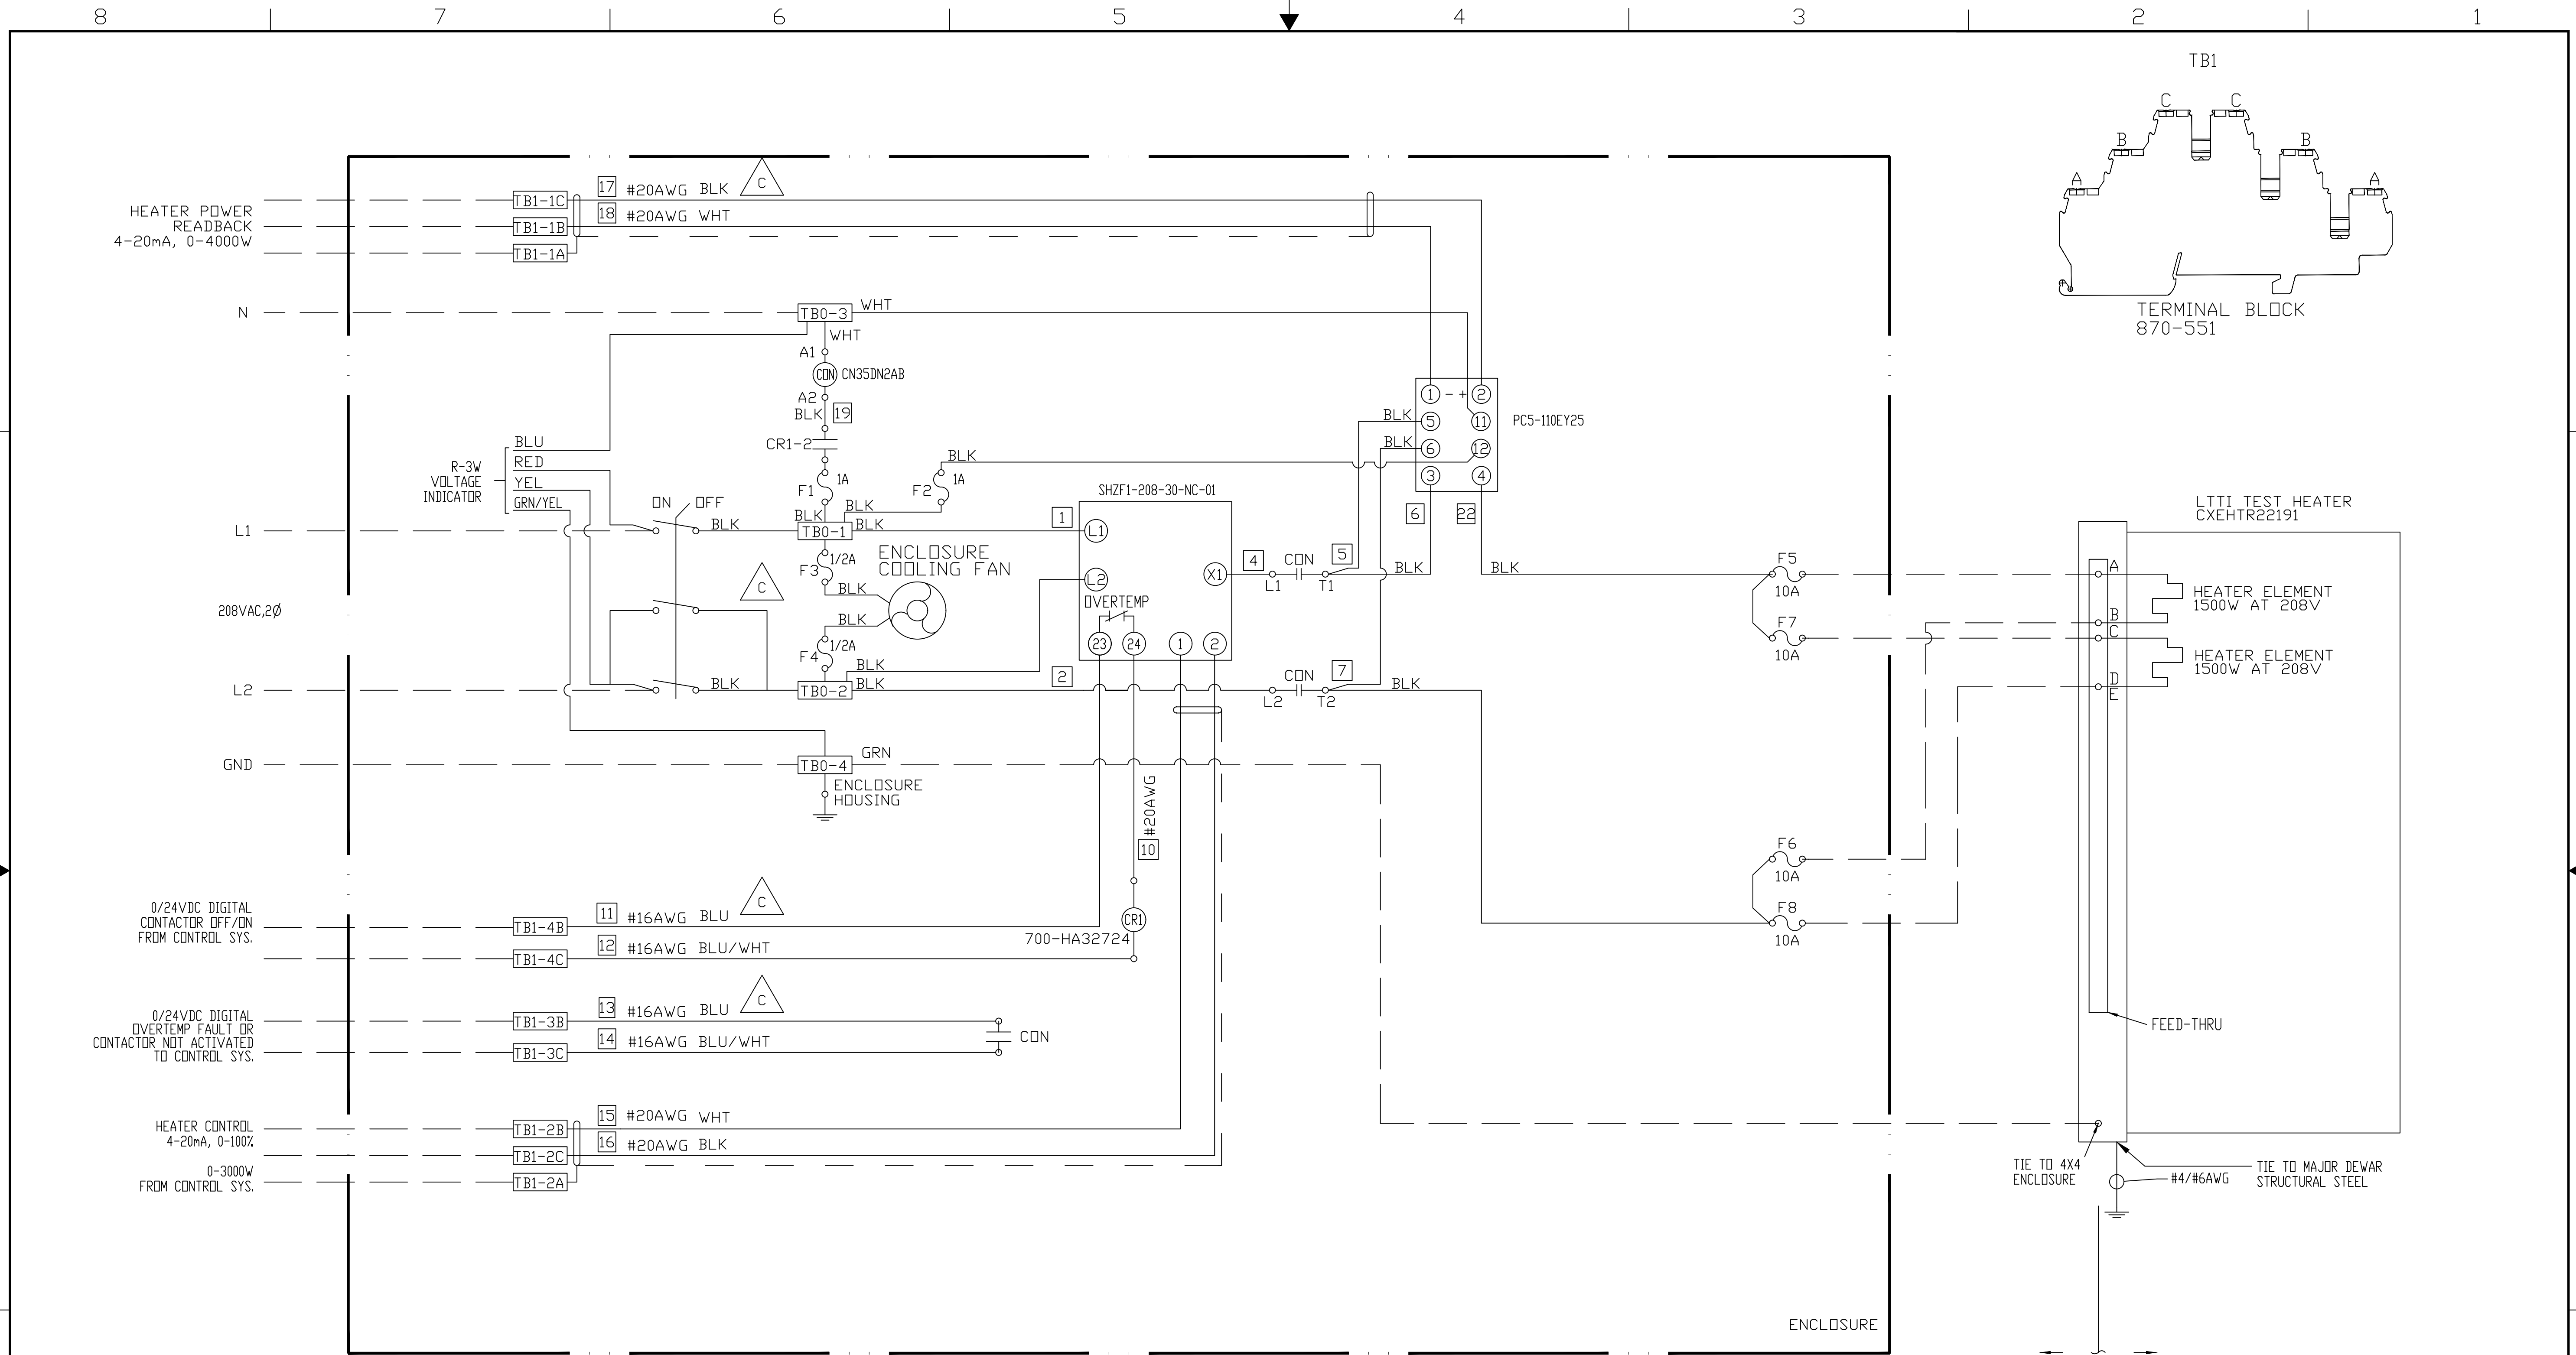 8 7 6 5 4 3 2 1
TB1
C C
B B
A A
TERMINAL BLOCK
870-551
HEATER POWER
READBACK
4-20mA, 0-4000W
TB1-1C
17 #20AWG BLK
C
TB1-1B
18 #20AWG WHT
TB1-1A
N
TB0-3
WHT
WHT
A1
CON CN35DN2AB
A2
BLK 19
CR1-2
1A
F1
BLK
F2 1A
BLK
BLK
R-3W
VOLTAGE
INDICATOR
BLU
RED
YEL
GRN/YEL
ON OFF
L1
BLK
TB0-1
BLK
1
SHZF1-208-30-NC-01
L1
L2
X1
OVERTEMP
23 24 1 2
1/2A
F3
BLK
ENCLOSURE
COOLING FAN
C
BLK
1/2A
F4
BLK
208VAC,2Ø
L2
BLK
TB0-2
BLK
2
4
CON
5
L1 T1
BLK
CON
7
L2 T2
BLK
BLK
BLK
1 - + 2
5 11
6 12
3 4
PC5-110EY25
6 22
BLK
F5
10A
F7
10A
F6
10A
F8
10A
LTTI TEST HEATER
CXEHTR22191
A
HEATER ELEMENT
1500W AT 208V
B
C
HEATER ELEMENT
1500W AT 208V
D
E
FEED-THRU
GND
TB0-4
GRN
ENCLOSURE
HOUSING
#20AWG
10
CR1
700-HA32724
0/24VDC DIGITAL
CONTACTOR OFF/ON
FROM CONTROL SYS.
TB1-4B
11 #16AWG BLU
C
TB1-4C
12 #16AWG BLU/WHT
0/24VDC DIGITAL
OVERTEMP FAULT OR
CONTACTOR NOT ACTIVATED
TO CONTROL SYS.
TB1-3B
13 #16AWG BLU
C
TB1-3C
14 #16AWG BLU/WHT
CON
HEATER CONTROL
4-20mA, 0-100%
0-3000W
FROM CONTROL SYS.
TB1-2B
15 #20AWG WHT
TB1-2C
16 #20AWG BLK
TB1-2A
TIE TO 4X4
ENCLOSURE
#4/#6AWG
TIE TO MAJOR DEWAR
STRUCTURAL STEEL
ENCLOSURE